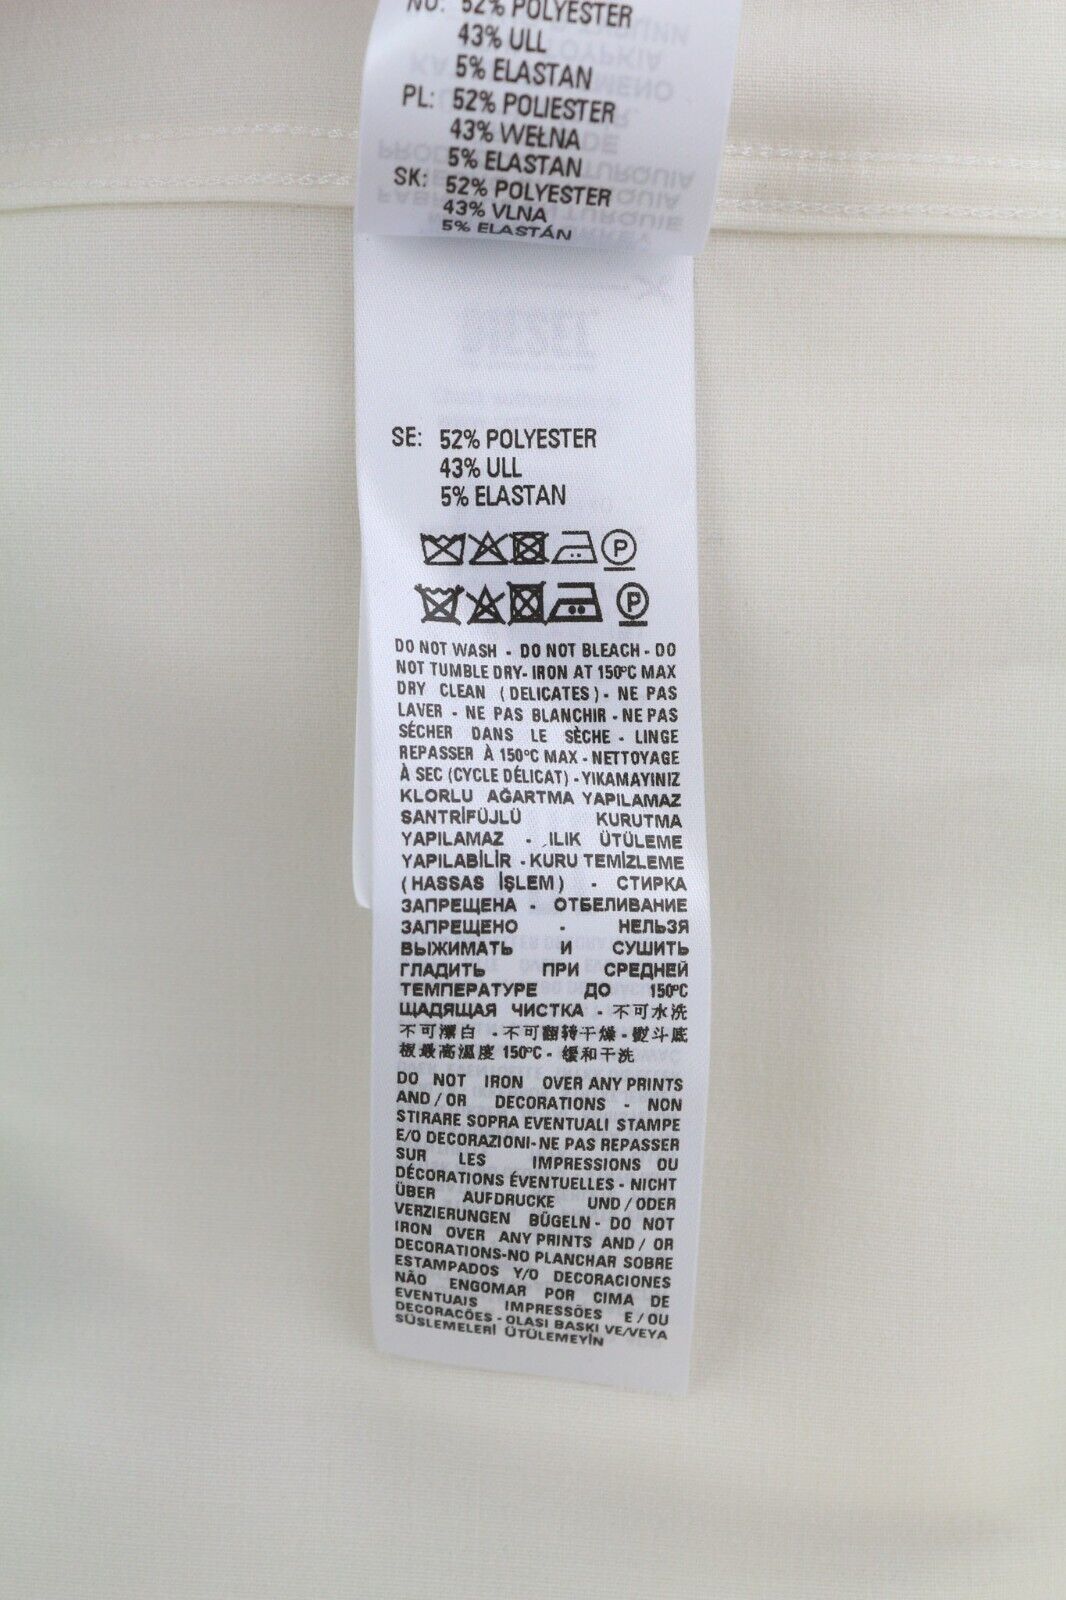 NO: 52% POLYESTER
43% ULL
5% ELASTAN
PL: 52% POLIESTER
43% WEŁNA
5% ELASTAN
SK: 52% POLYESTER
43% VLNA
5% ELASTÁN
SE: 52% POLYESTER
43% ULL
5% ELASTAN
P
P
DO NOT WASH - DO NOT BLEACH - DO
NOT TUMBLE DRY- IRON AT 150°C MAX
DRY CLEAN (DELICATES) - NE PAS
LAVER - NE PAS BLANCHIR - NE PAS
SÉCHER DANS LE SÈCHE - LINGE
REPASSER À 150°C MAX - NETTOYAGE
À SEC (CYCLE DÉLICAT) - YIKAMAYINIZ
KLORLU AĞARTMA YAPILAMAZ
SANTRİFÜJLÜ KURUTMA
YAPILAMAZ - ILIK ÜTÜLEME
YAPILABİLİR - KURU TEMİZLEME
(HASSAS İŞLEM) - СТИРКА
ЗАПРЕЩЕНА - ОТБЕЛИВАНИЕ
ЗАПРЕЩЕНО - НЕЛЬЗЯ
ВЫЖИМАТЬ И СУШИТЬ
ГЛАДИТЬ ПРИ СРЕДНЕЙ
ТЕМПЕРАТУРЕ ДО 150°C
ЩАДЯЩАЯ ЧИСТКА - 不可水洗
不可漂白 - 不可翻转干燥 - 熨斗底
板最高温度 150°C - 缓和干洗
DO NOT IRON OVER ANY PRINTS
AND / OR DECORATIONS - NON
STIRARE SOPRA EVENTUALI STAMPE
E/O DECORAZIONI- NE PAS REPASSER
SUR LES IMPRESSIONS OU
DÉCORATIONS ÉVENTUELLES - NICHT
ÜBER AUFDRUCKE UND / ODER
VERZIERUNGEN BÜGELN - DO NOT
IRON OVER ANY PRINTS AND / OR
DECORATIONS-NO PLANCHAR SOBRE
ESTAMPADOS Y/O DECORACIONES
NÃO ENGOMAR POR CIMA DE
EVENTUAIS IMPRESSÕES E / OU
DECORACÕES - OLASI BASKI VE/VEYA
SÜSLEMELERİ ÜTÜLEMEYİN